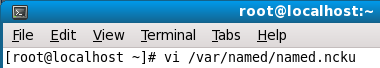 root@localhost:~
File Edit View Terminal Tabs Help
[root@localhost ~]# vi /var/named/named.ncku